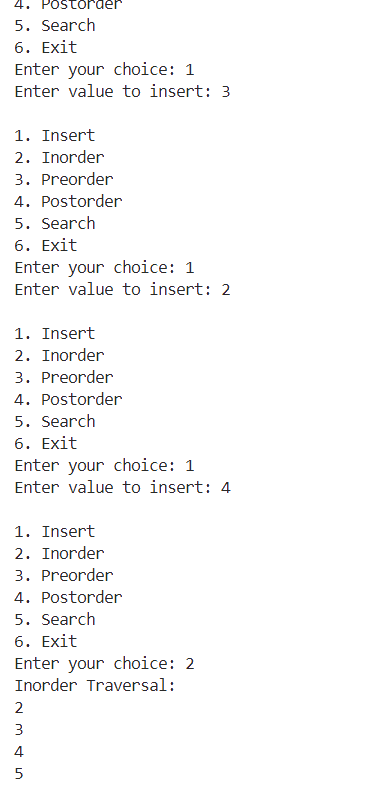 4. Postorder
5. Search
6. Exit
Enter your choice: 1
Enter value to insert: 3
1. Insert
2. Inorder
3. Preorder
4. Postorder
5. Search
6. Exit
Enter your choice: 1
Enter value to insert: 2
1. Insert
2. Inorder
3. Preorder
4. Postorder
5. Search
6. Exit
Enter your choice: 1
Enter value to insert: 4
1. Insert
2. Inorder
3. Preorder
4. Postorder
5. Search
6. Exit
Enter your choice: 2
Inorder Traversal:
2
3
4
5